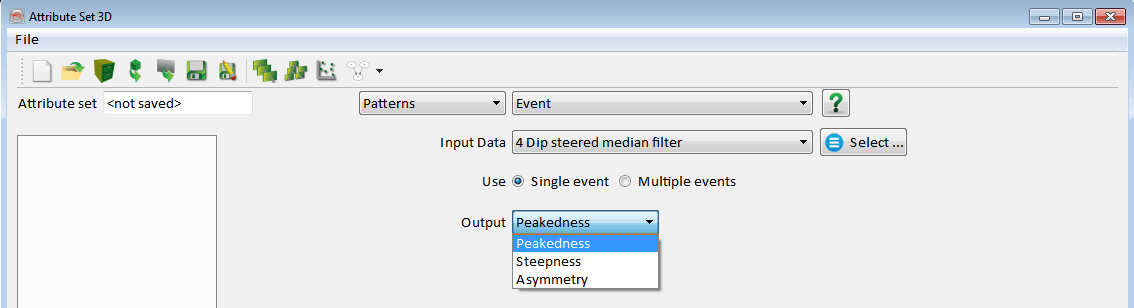 Attribute Set 3D
File
Attribute set <not saved> Patterns Event ?
Input Data 4 Dip steered median filter Select ...
Use Single event Multiple events
Output Peakedness
Peakedness
Steepness
Asymmetry